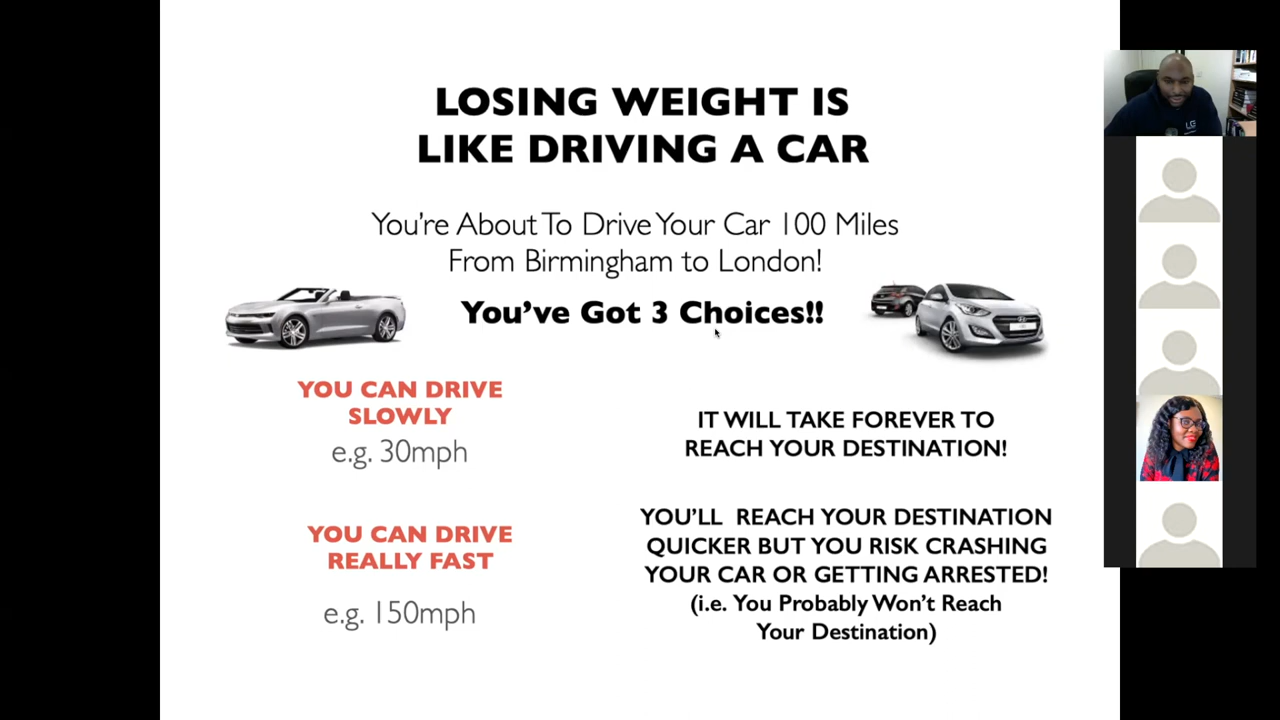 LOSING WEIGHT IS
LIKE DRIVING A CAR
You're About To Drive Your Car 100 Miles
From Birmingham to London!
You've Got 3 Choices!!
YOU CAN DRIVE
SLOWLY
e.g. 30mph
IT WILL TAKE FOREVER TO
REACH YOUR DESTINATION!
YOU CAN DRIVE
REALLY FAST
e.g. 150mph
YOU'LL REACH YOUR DESTINATION
QUICKER BUT YOU RISK CRASHING
YOUR CAR OR GETTING ARRESTED!
(i.e. You Probably Won't Reach
Your Destination)